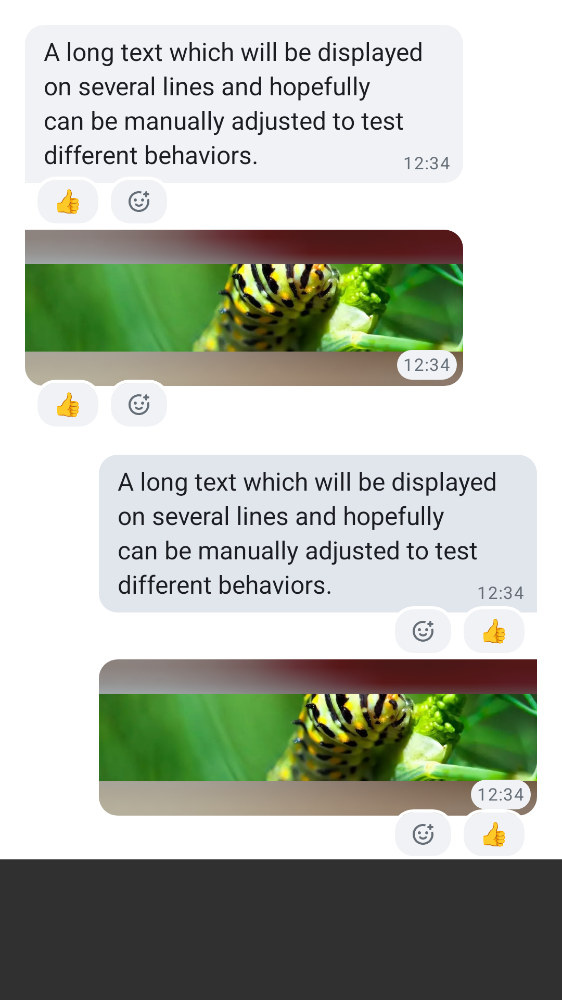 A long text which will be displayed
on several lines and hopefully
can be manually adjusted to test
different behaviors.
12:34
12:34
A long text which will be displayed
on several lines and hopefully
can be manually adjusted to test
different behaviors.
12:34
12:34